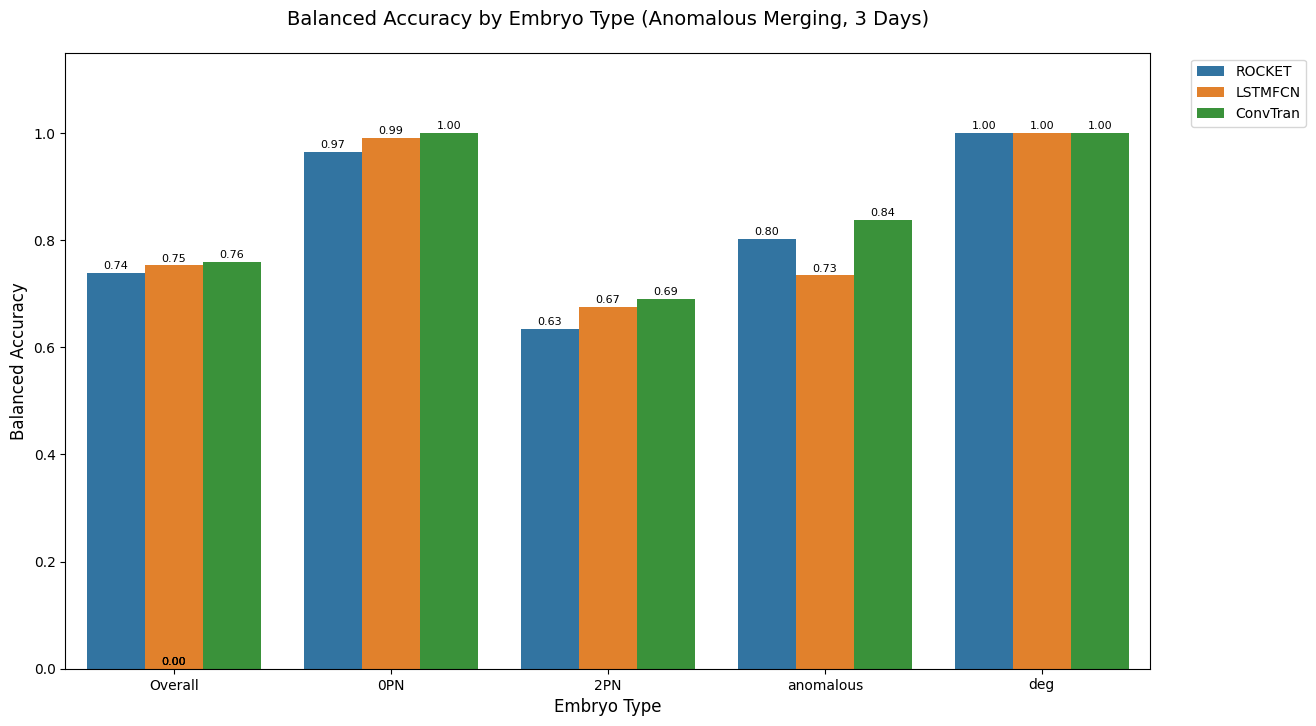 Balanced Accuracy by Embryo Type (Anomalous Merging, 3 Days)
ROCKET
LSTMFCN
ConvTran
Balanced Accuracy
1.0
0.8
0.6
0.4
0.2
0.0
0.74
0.75
0.76
0.00
0.97
0.99
1.00
0.63
0.67
0.69
0.80
0.73
0.84
1.00
1.00
1.00
Overall
0PN
2PN
anomalous
deg
Embryo Type